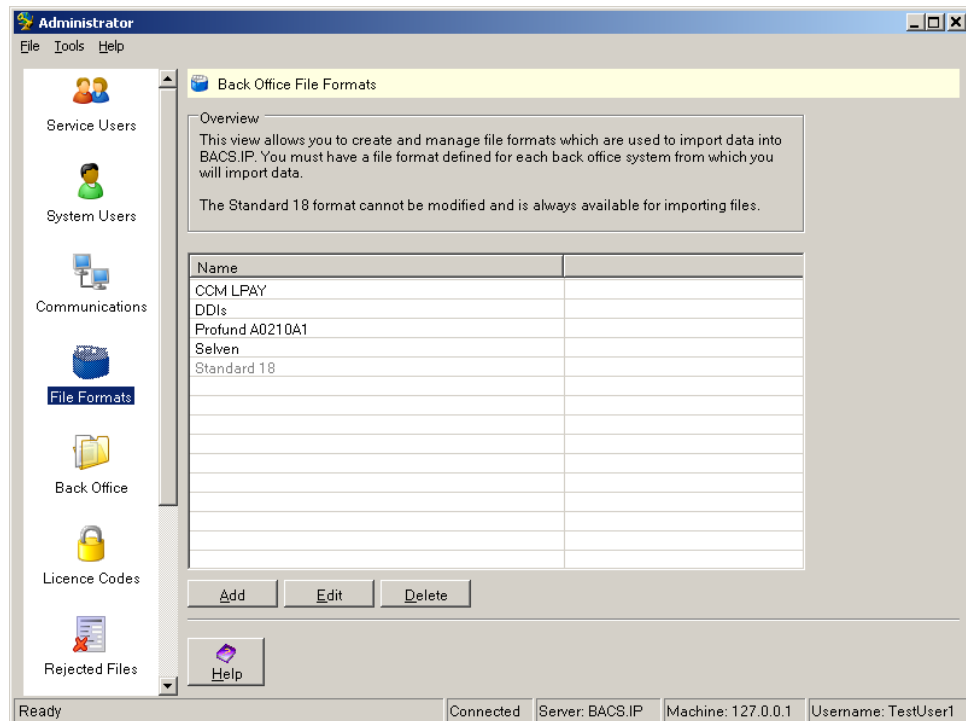 Administrator
File Tools Help
Service Users
System Users
Communications
File Formats
Back Office
Licence Codes
Rejected Files
Back Office File Formats
Overview
This view allows you to create and manage file formats which are used to import data into
BACS.IP. You must have a file format defined for each back office system from which you
will import data.
The Standard 18 format cannot be modified and is always available for importing files.
Name
CCM LPAY
DDIs
Profund A0210A1
Selven
Standard 18
Add Edit Delete
Help
Ready Connected Server: BACS.IP Machine: 127.0.0.1 Username: TestUser1